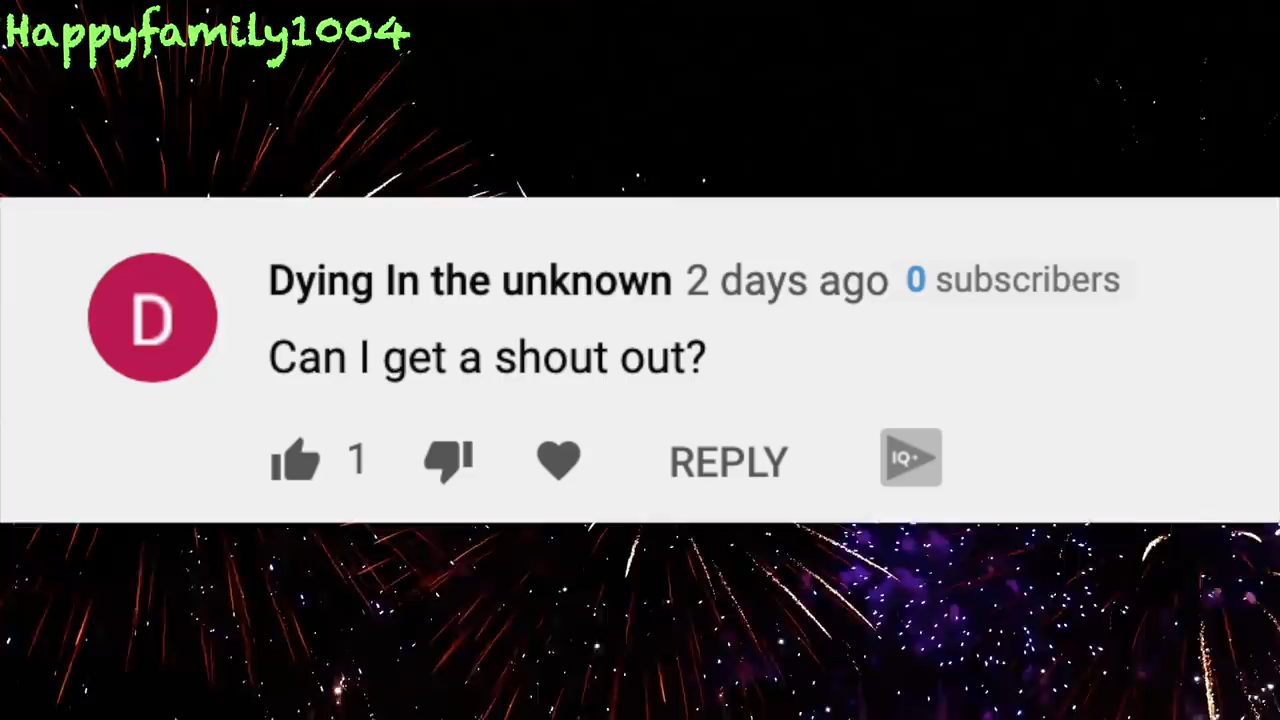 Happyfamily1004
Dying In the unknown 2 days ago 0 subscribers
D
Can I get a shout out?
1 REPLY IQ+